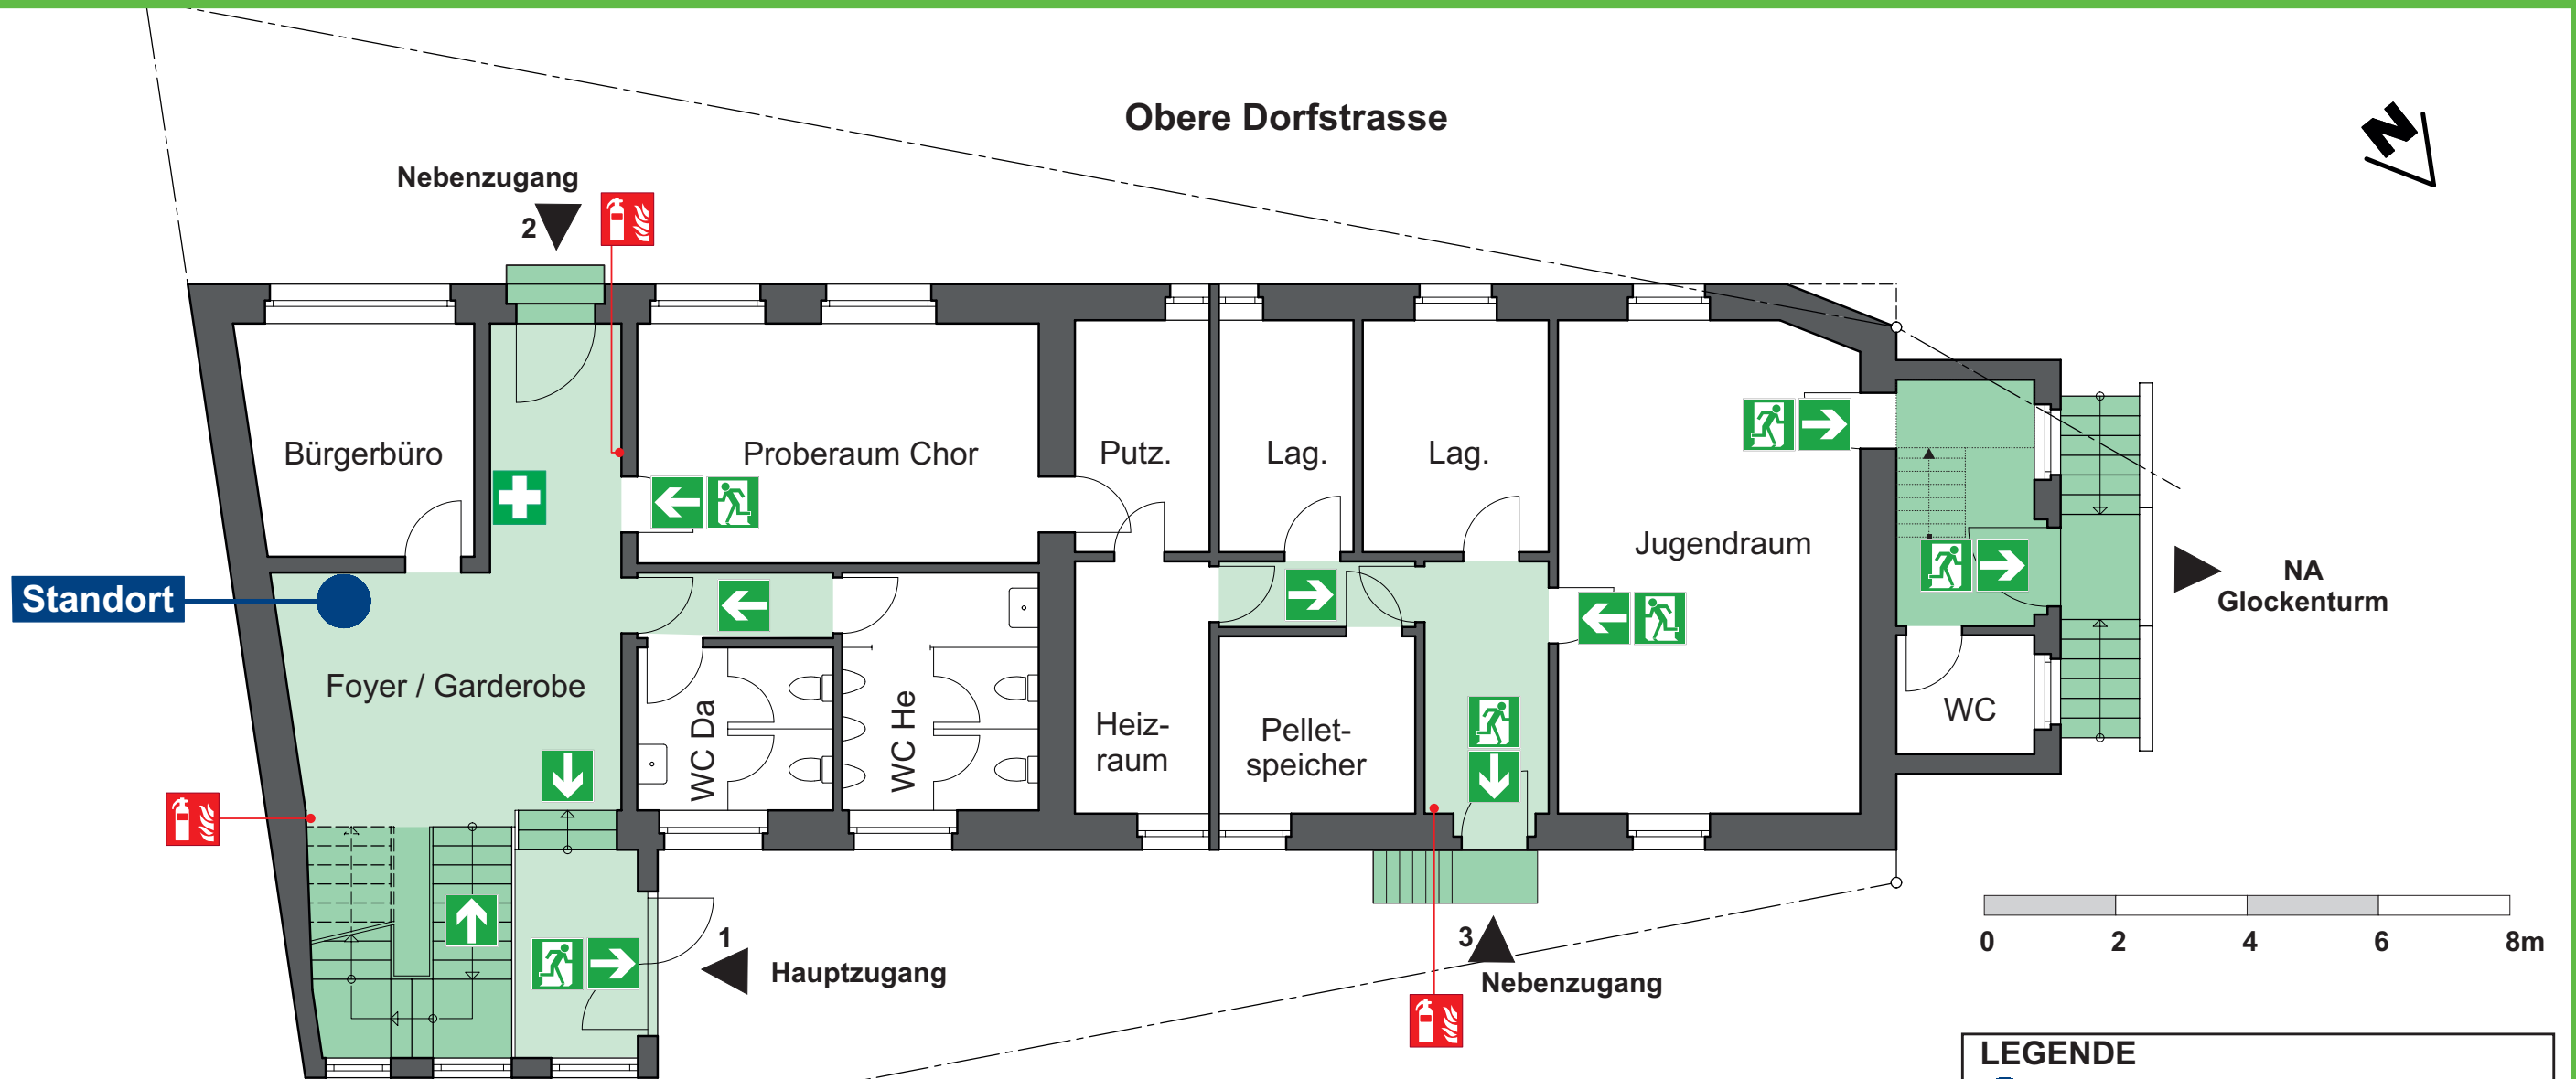 Obere Dorfstrasse
N
Nebenzugang
2
Bürgerbüro
Proberaum Chor
Putz.
Lag.
Lag.
Jugendraum
Standort
NA
Glockenturm
Foyer / Garderobe
WC Da
WC He
Heiz-
raum
Pellet-
speicher
WC
1
Hauptzugang
3
Nebenzugang
0 2 4 6 8m
LEGENDE